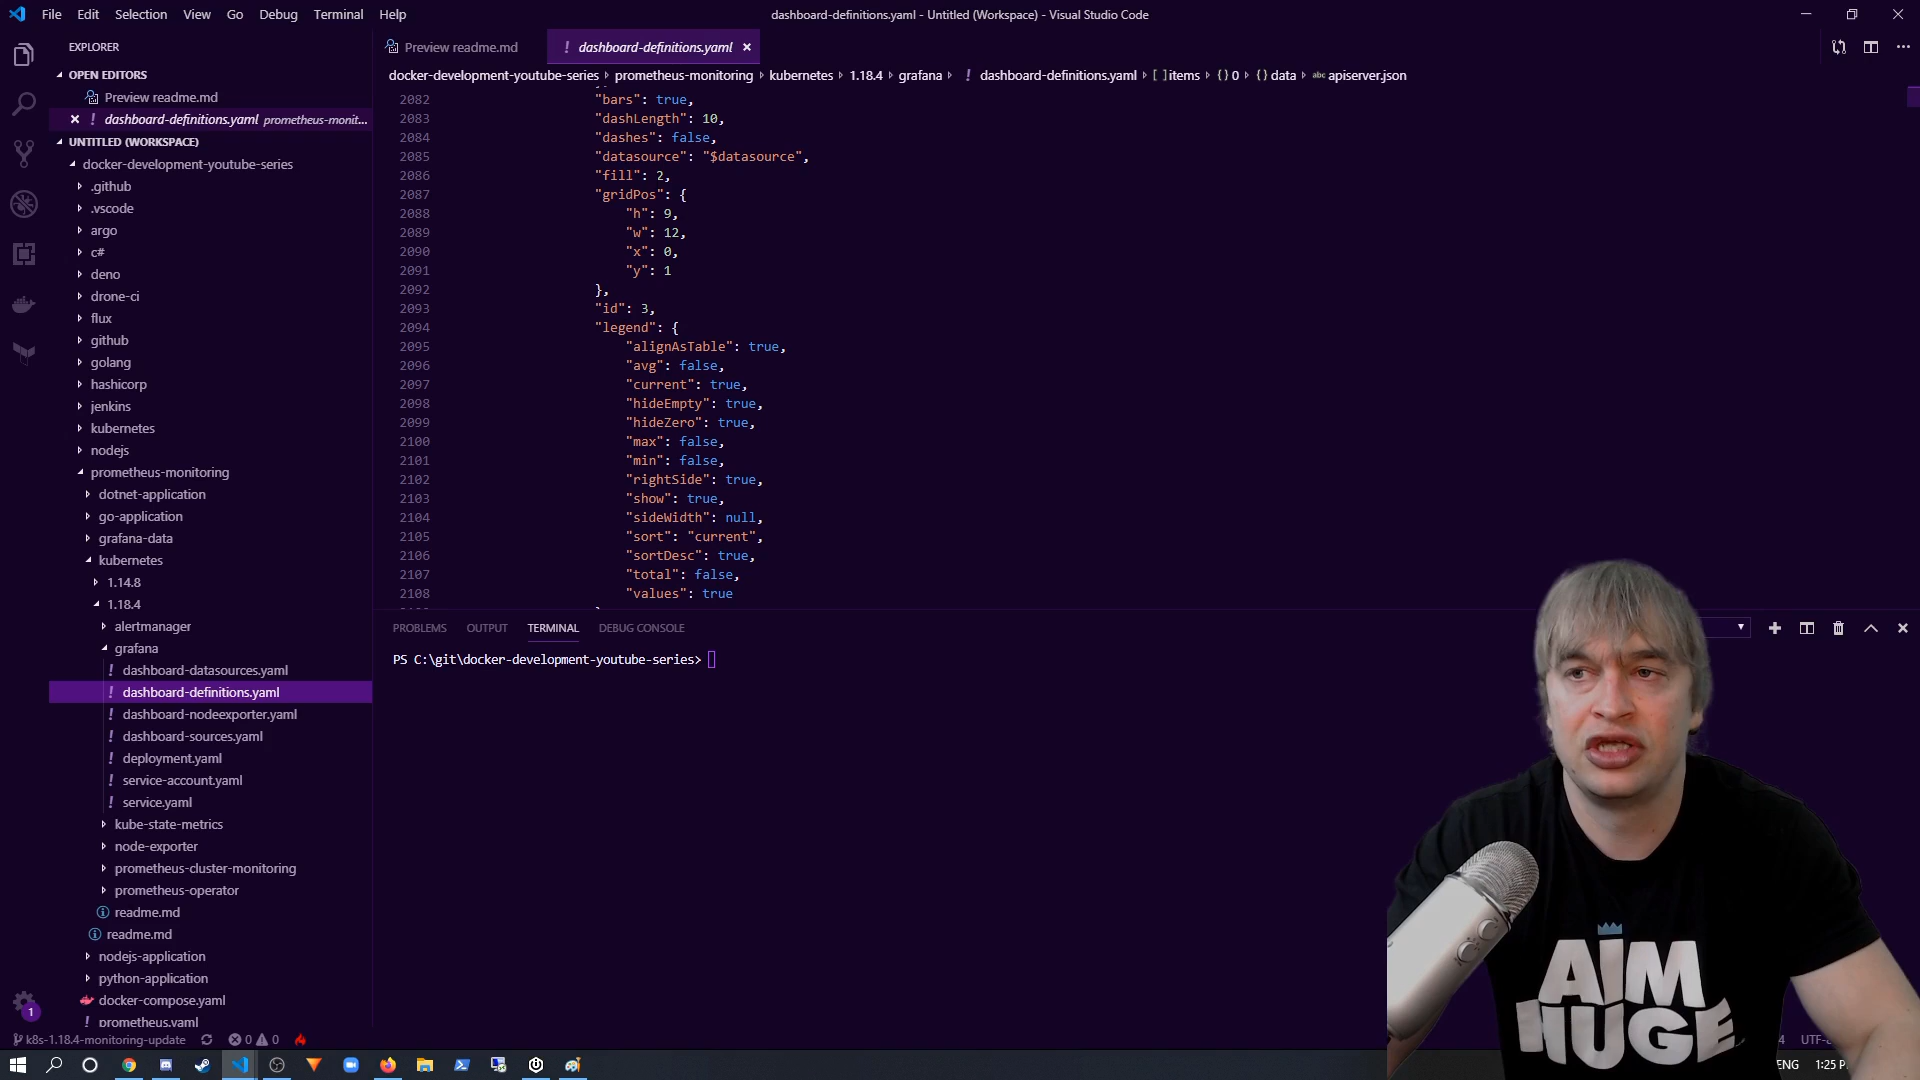 File Edit Selection View Go Debug Terminal Help
dashboard-definitions.yaml - Untitled (Workspace) - Visual Studio Code
EXPLORER
OPEN EDITORS
Preview readme.md
dashboard-definitions.yaml prometheus-monit...
UNTITLED (WORKSPACE)
docker-development-youtube-series
.github
.vscode
argo
c#
deno
drone-ci
flux
github
golang
hashicorp
jenkins
kubernetes
nodejs
prometheus-monitoring
dotnet-application
go-application
grafana-data
kubernetes
1.14.8
1.18.4
alertmanager
grafana
dashboard-datasources.yaml
dashboard-definitions.yaml
dashboard-nodeexporter.yaml
dashboard-sources.yaml
deployment.yaml
service-account.yaml
service.yaml
kube-state-metrics
node-exporter
prometheus-cluster-monitoring
prometheus-operator
readme.md
readme.md
nodejs-application
python-application
docker-compose.yaml
prometheus.yaml
Preview readme.md
! dashboard-definitions.yaml
docker-development-youtube-series › prometheus-monitoring › kubernetes › 1.18.4 › grafana › ! dashboard-definitions.yaml › [ ] items › { } 0 › { } data › abc apiserver.json
2082 "bars": true,
2083 "dashLength": 10,
2084 "dashes": false,
2085 "datasource": "$datasource",
2086 "fill": 2,
2087 "gridPos": {
2088 "h": 9,
2089 "w": 12,
2090 "x": 0,
2091 "y": 1
2092 },
2093 "id": 3,
2094 "legend": {
2095 "alignAsTable": true,
2096 "avg": false,
2097 "current": true,
2098 "hideEmpty": true,
2099 "hideZero": true,
2100 "max": false,
2101 "min": false,
2102 "rightSide": true,
2103 "show": true,
2104 "sideWidth": null,
2105 "sort": "current",
2106 "sortDesc": true,
2107 "total": false,
2108 "values": true
PROBLEMS OUTPUT TERMINAL DEBUG CONSOLE
PS C:\git\docker-development-youtube-series>
AIM
HUGE
1
k8s-1.18.4-monitoring-update 0 0
ENG 1:25 P